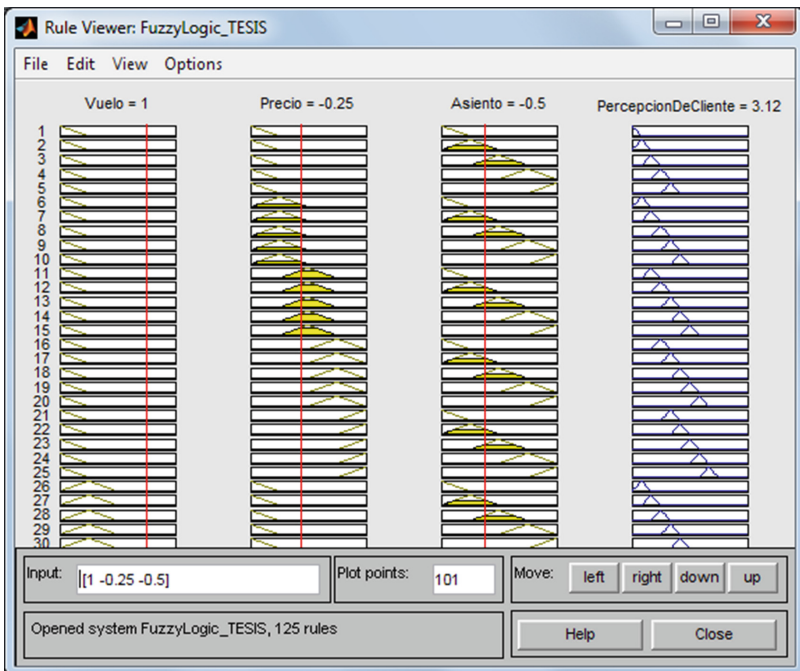 Rule Viewer: FuzzyLogic_TESIS
File Edit View Options
Vuelo = 1
Precio = -0.25
Asiento = -0.5
PercepcionDeCliente = 3.12
1
2
3
4
5
6
7
8
9
10
11
12
13
14
15
16
17
18
19
20
21
22
23
24
25
26
27
28
29
30
Input: [1 -0.25 -0.5]
Plot points: 101
Move: left right down up
Opened system FuzzyLogic_TESIS, 125 rules
Help Close